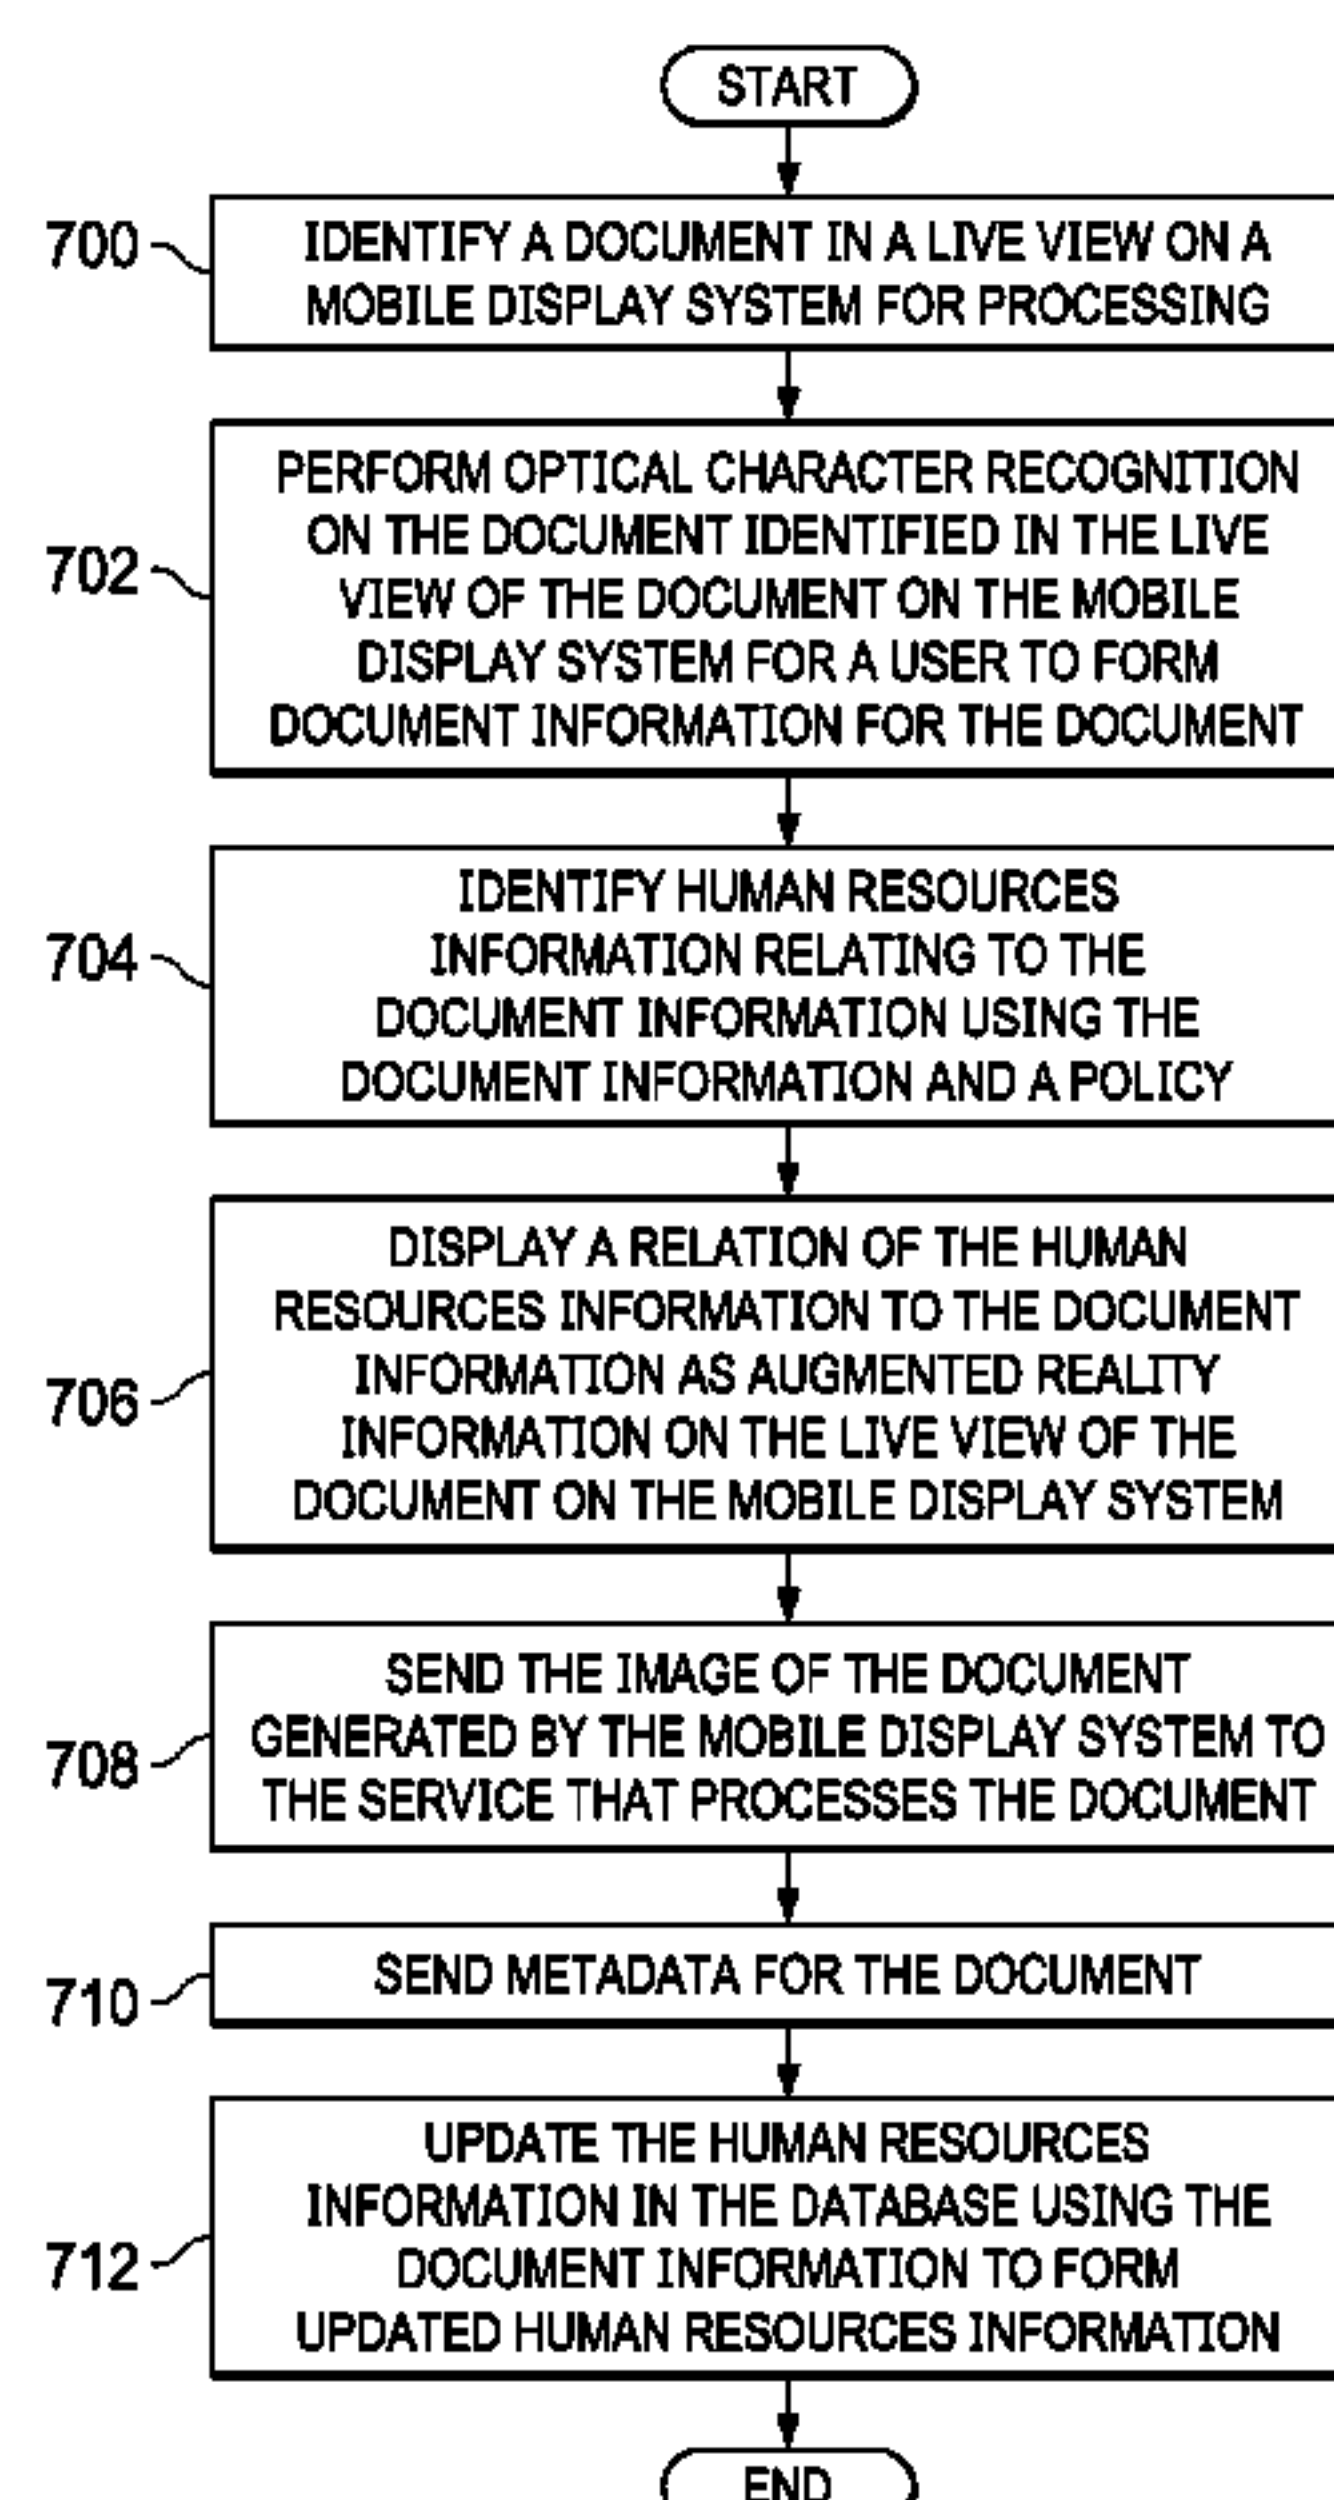 START
700
IDENTIFY A DOCUMENT IN A LIVE VIEW ON A
MOBILE DISPLAY SYSTEM FOR PROCESSING
702
PERFORM OPTICAL CHARACTER RECOGNITION
ON THE DOCUMENT IDENTIFIED IN THE LIVE
VIEW OF THE DOCUMENT ON THE MOBILE
DISPLAY SYSTEM FOR A USER TO FORM
DOCUMENT INFORMATION FOR THE DOCUMENT
704
IDENTIFY HUMAN RESOURCES
INFORMATION RELATING TO THE
DOCUMENT INFORMATION USING THE
DOCUMENT INFORMATION AND A POLICY
706
DISPLAY A RELATION OF THE HUMAN
RESOURCES INFORMATION TO THE DOCUMENT
INFORMATION AS AUGMENTED REALITY
INFORMATION ON THE LIVE VIEW OF THE
DOCUMENT ON THE MOBILE DISPLAY SYSTEM
708
SEND THE IMAGE OF THE DOCUMENT
GENERATED BY THE MOBILE DISPLAY SYSTEM TO
THE SERVICE THAT PROCESSES THE DOCUMENT
710
SEND METADATA FOR THE DOCUMENT
712
UPDATE THE HUMAN RESOURCES
INFORMATION IN THE DATABASE USING THE
DOCUMENT INFORMATION TO FORM
UPDATED HUMAN RESOURCES INFORMATION
END